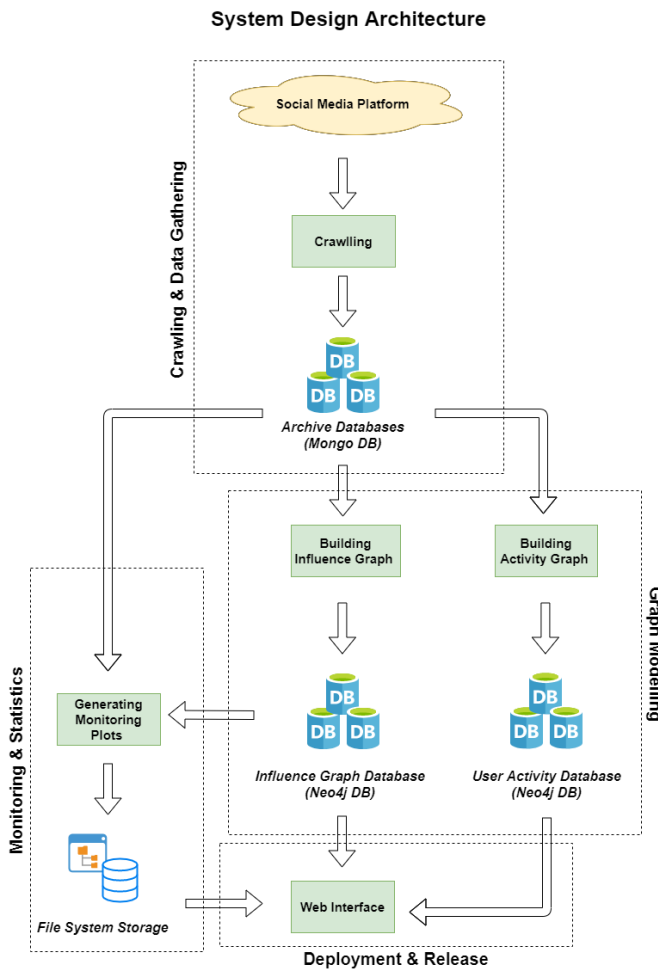 System Design Architecture
Social Media Platform
Crawlling
Crawling & Data Gathering
DB
DB
DB
Archive Databases
(Mongo DB)
Building
Influence Graph
Building
Activity Graph
Graph Modelling
Monitoring & Statistics
Generating
Monitoring
Plots
DB
DB
DB
DB
DB
DB
Influence Graph Database
(Neo4j DB)
User Activity Database
(Neo4j DB)
File System Storage
Web Interface
Deployment & Release